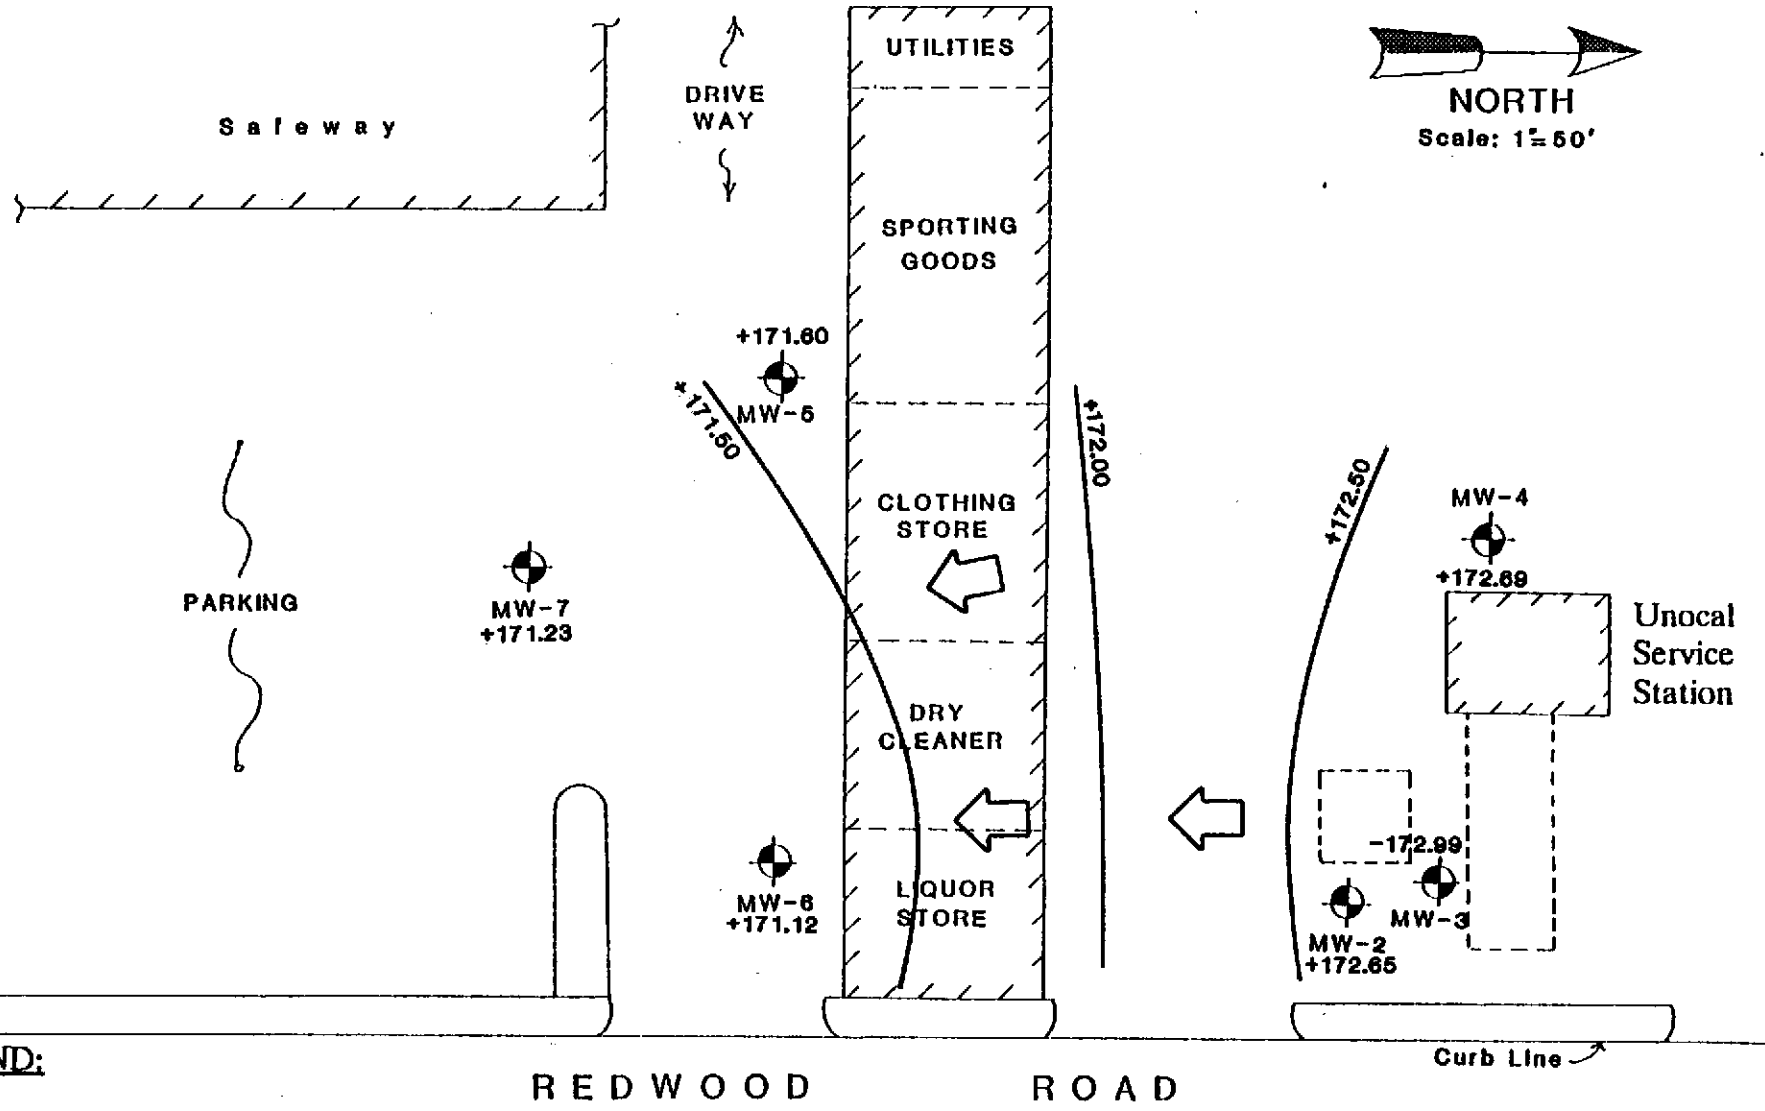 UTILITIES
DRIVE
WAY
NORTH
Scale: 1"=50'
Safeway
SPORTING
GOODS
+171.60
MW-5
+171.50
+172.00
+172.50
MW-4
+172.69
CLOTHING
STORE
MW-7
+171.23
PARKING
Unocal
Service
Station
DRY
CLEANER
-172.99
MW-3
LIQUOR
STORE
MW-6
+171.12
MW-2
+172.65
ND:
Curb Line
REDWOOD ROAD